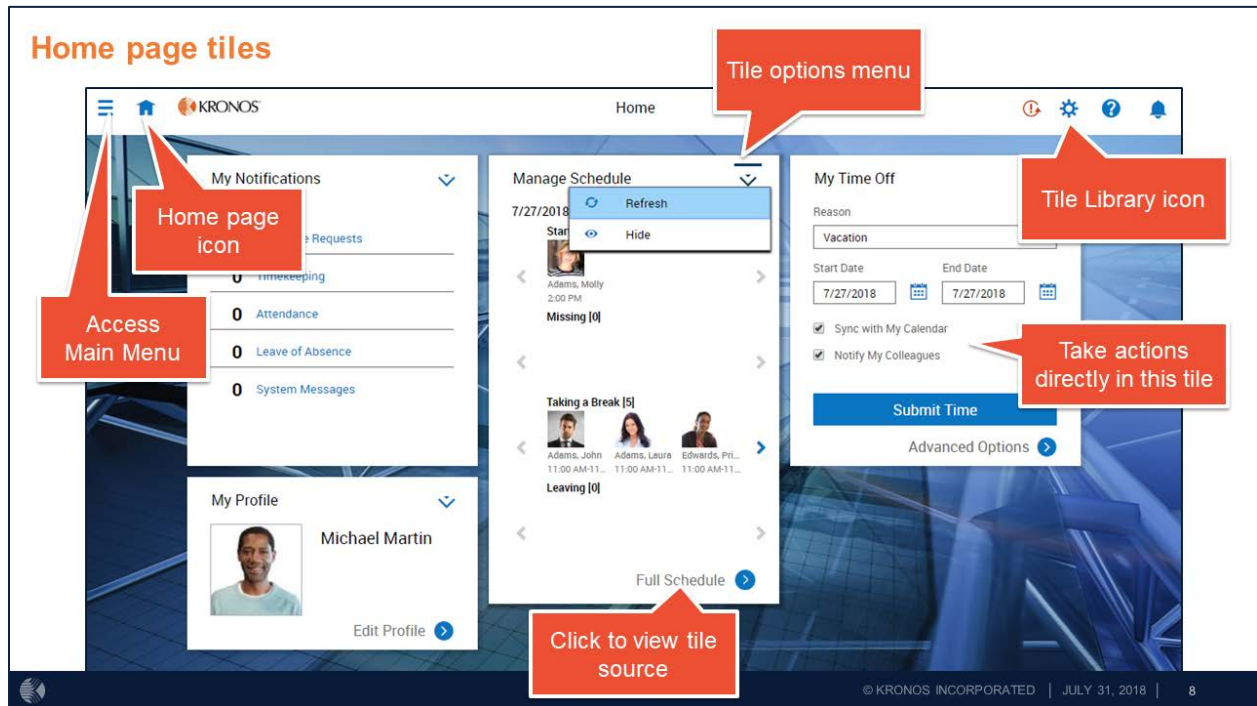 Home page tiles
Tile options menu
KRONOS
Home
My Notifications
Home page
icon
Requests
Timekeeping
0 Attendance
0 Leave of Absence
0 System Messages
Access
Main Menu
My Profile
Michael Martin
Edit Profile
Manage Schedule
Refresh
Hide
7/27/2018
Adams, Molly
2:00 PM
Missing [0]
Taking a Break [5]
Adams, John Adams, Laura Edwards, Pri...
11:00 AM-11... 11:00 AM-11... 11:00 AM-11...
Leaving [0]
Full Schedule
Click to view tile
source
My Time Off
Tile Library icon
Reason
Vacation
Start Date End Date
7/27/2018 7/27/2018
Sync with My Calendar
Notify My Colleagues
Take actions
directly in this tile
Submit Time
Advanced Options
© KRONOS INCORPORATED | JULY 31, 2018 | 8